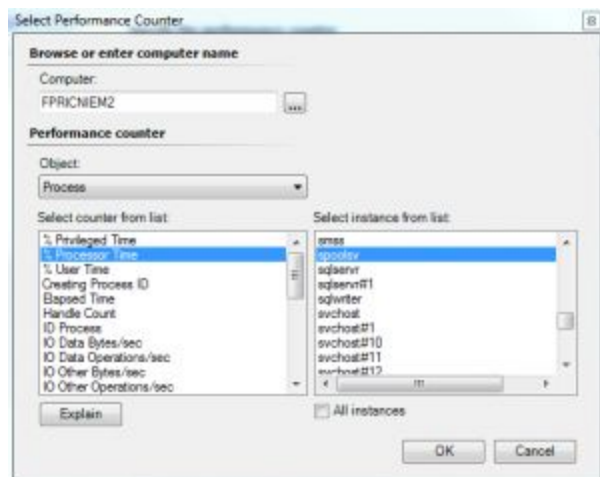 Select Performance Counter
Browse or enter computer name
Computer:
FPRICNIEM2
...
Performance counter
Object:
Process
Select counter from list:
% Privileged Time
% Processor Time
% User Time
Creating Process ID
Elapsed Time
Handle Count
ID Process
IO Data Bytes/sec
IO Data Operations/sec
IO Other Bytes/sec
IO Other Operations/sec
Select instance from list:
smss
spoolsv
sqlservr
sqlservr#1
sqlwriter
svchost
svchost#1
svchost#10
svchost#11
svchost#12
Explain
All instances
OK
Cancel